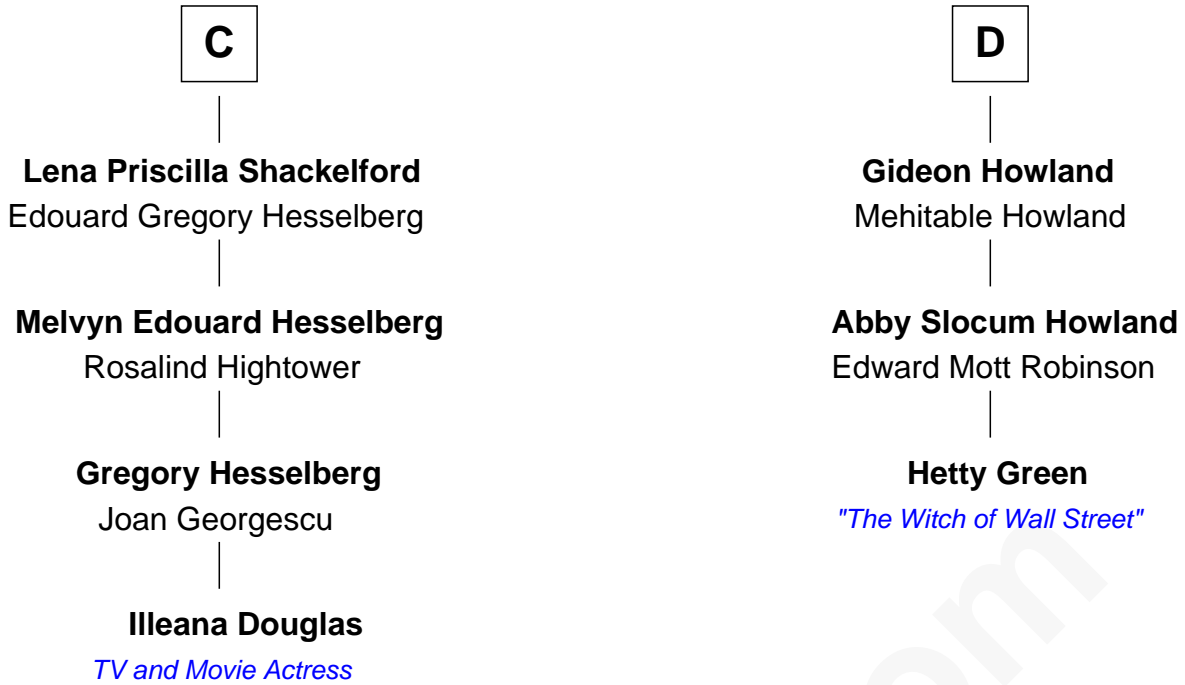 C
Lena Priscilla Shackelford
Edouard Gregory Hesselberg
Melvyn Edouard Hesselberg
Rosalind Hightower
Gregory Hesselberg
Joan Georgescu
Illeana Douglas
TV and Movie Actress
D
Gideon Howland
Mehitable Howland
Abby Slocum Howland
Edward Mott Robinson
Hetty Green
"The Witch of Wall Street"
om